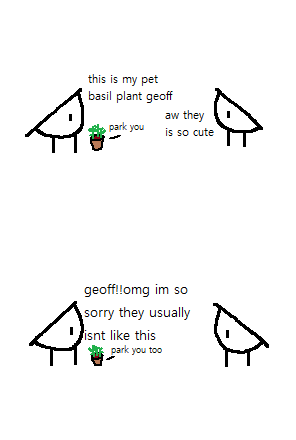 this is my pet
basil plant geoff
aw they
is so cute
park you
geoff!!omg im so
sorry they usually
isnt like this
park you too